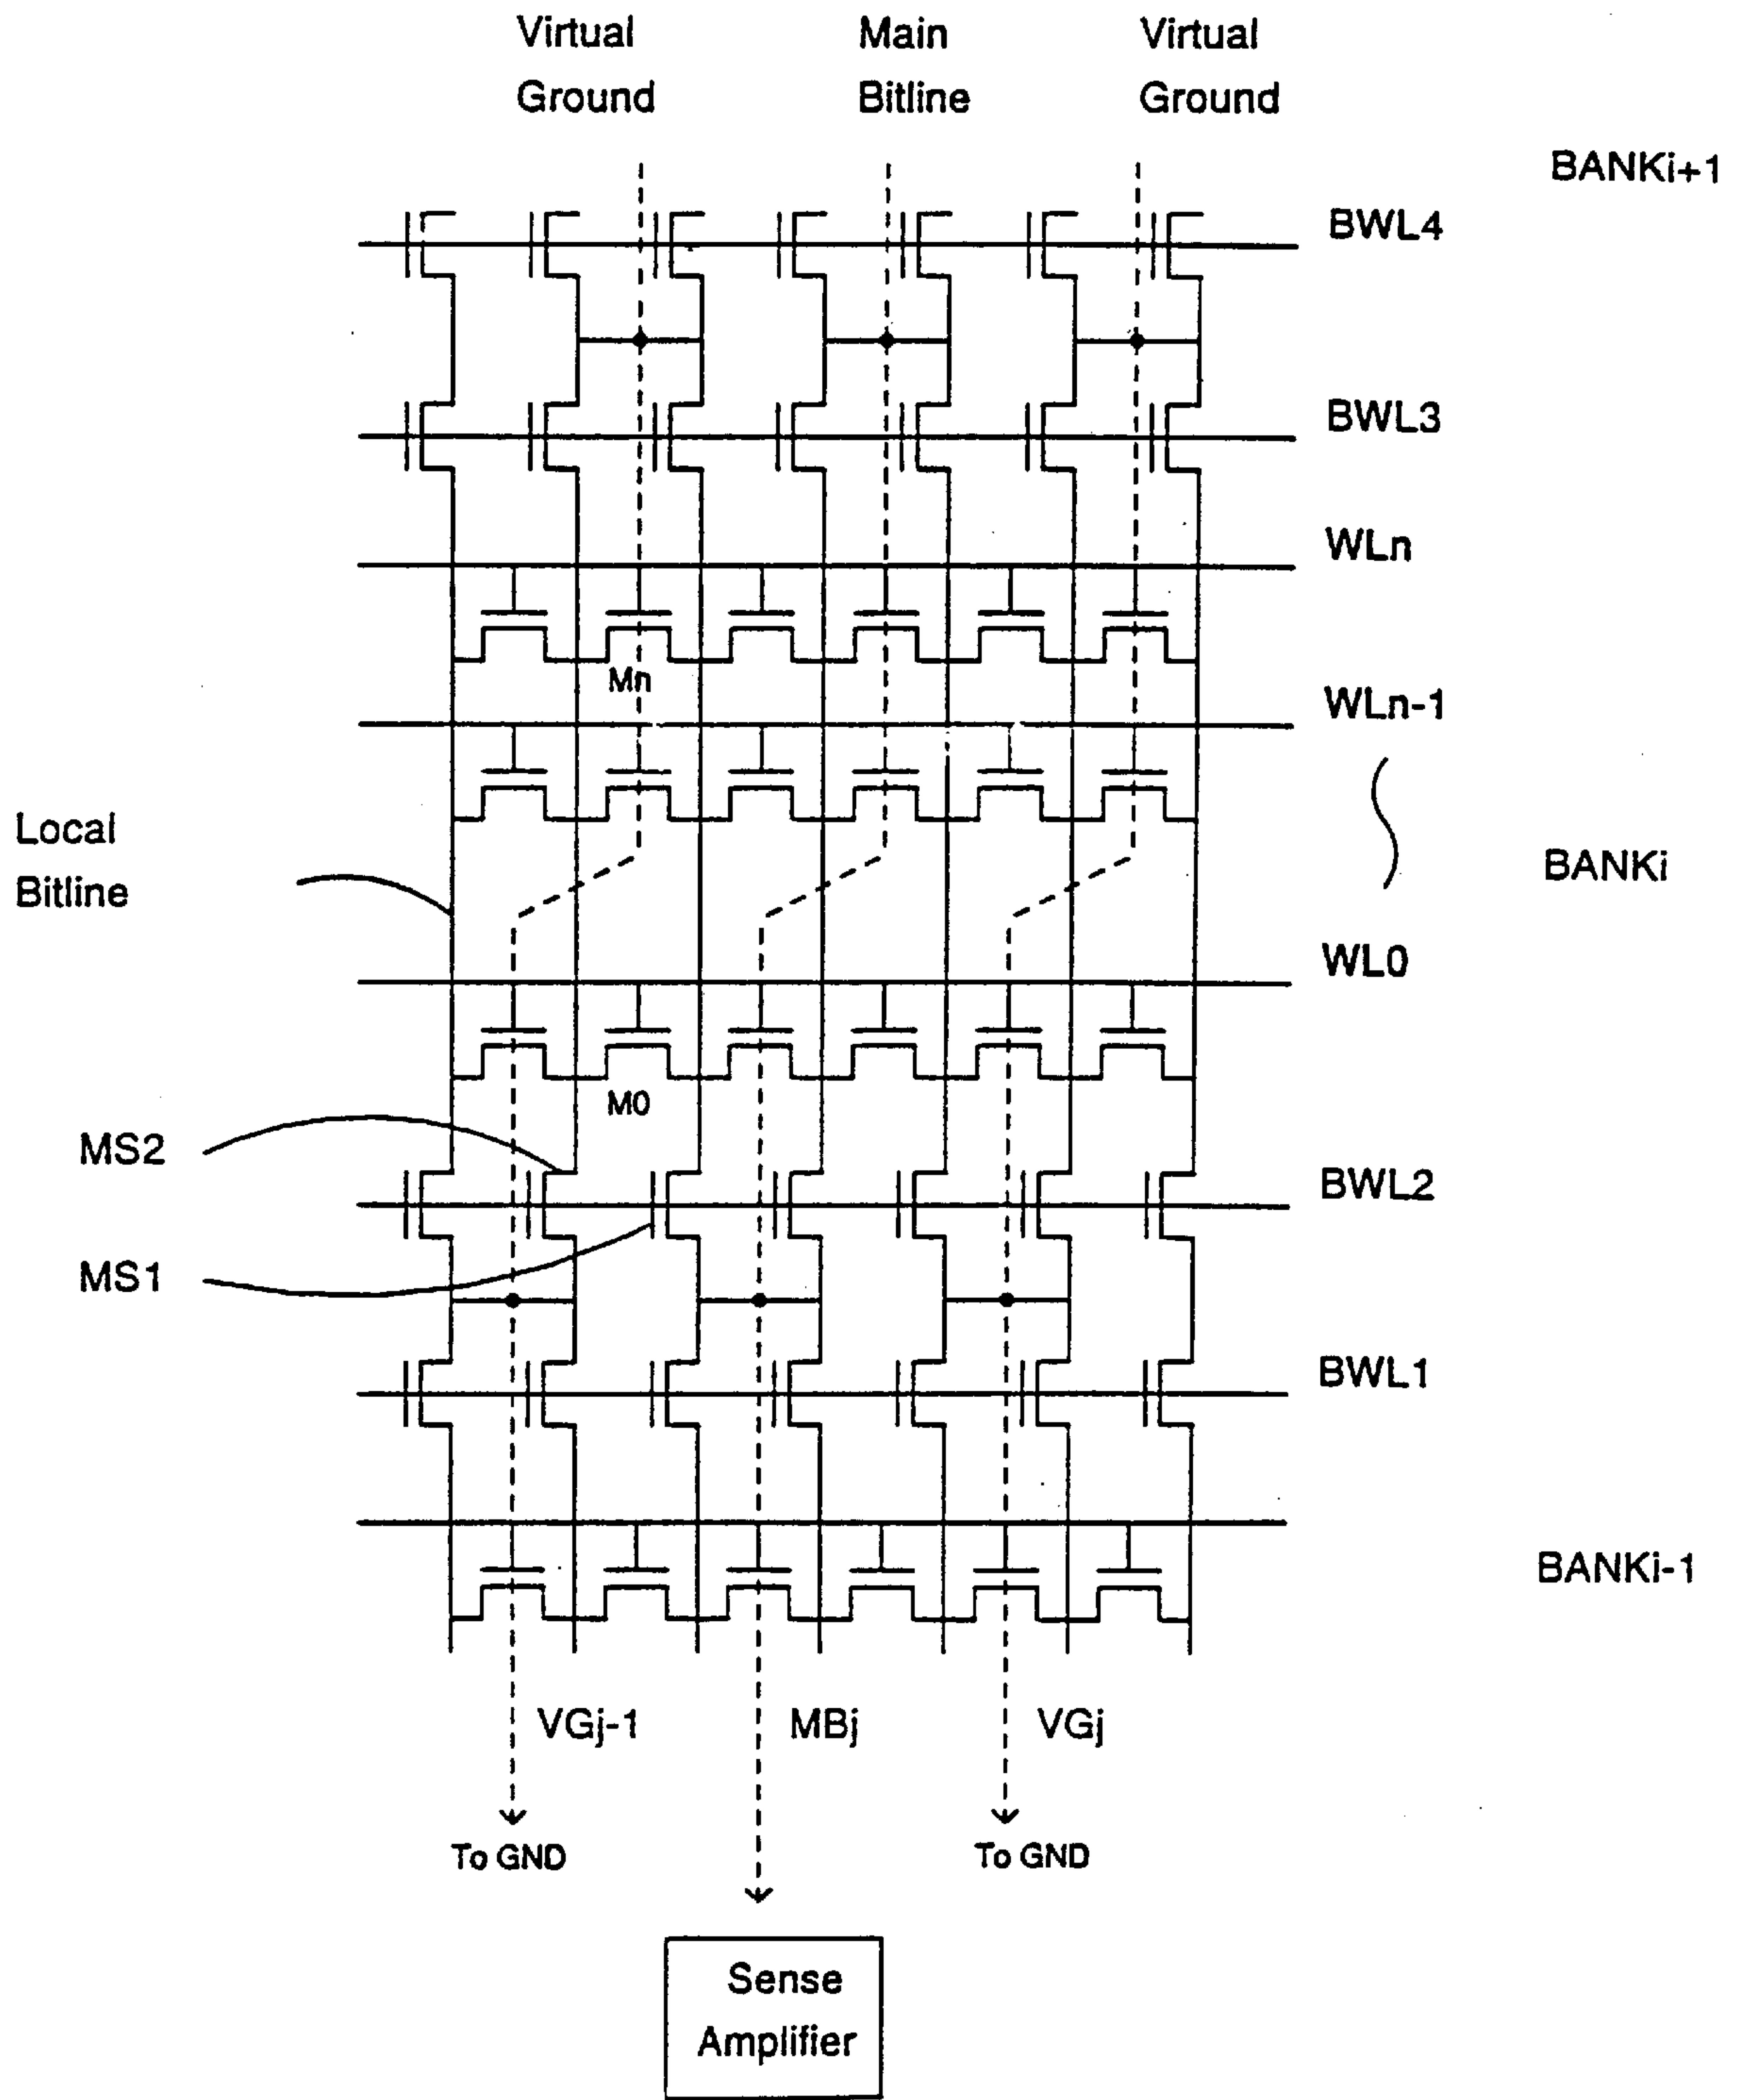 Virtual
Ground
Main
Bitline
Virtual
Ground
BANKi+1
BWL4
BWL3
WLn
Mn
WLn-1
Local
Bitline
BANKi
WL0
M0
MS2
BWL2
MS1
BWL1
BANKi-1
VGj-1
MBj
VGj
To GND
To GND
Sense
Amplifier